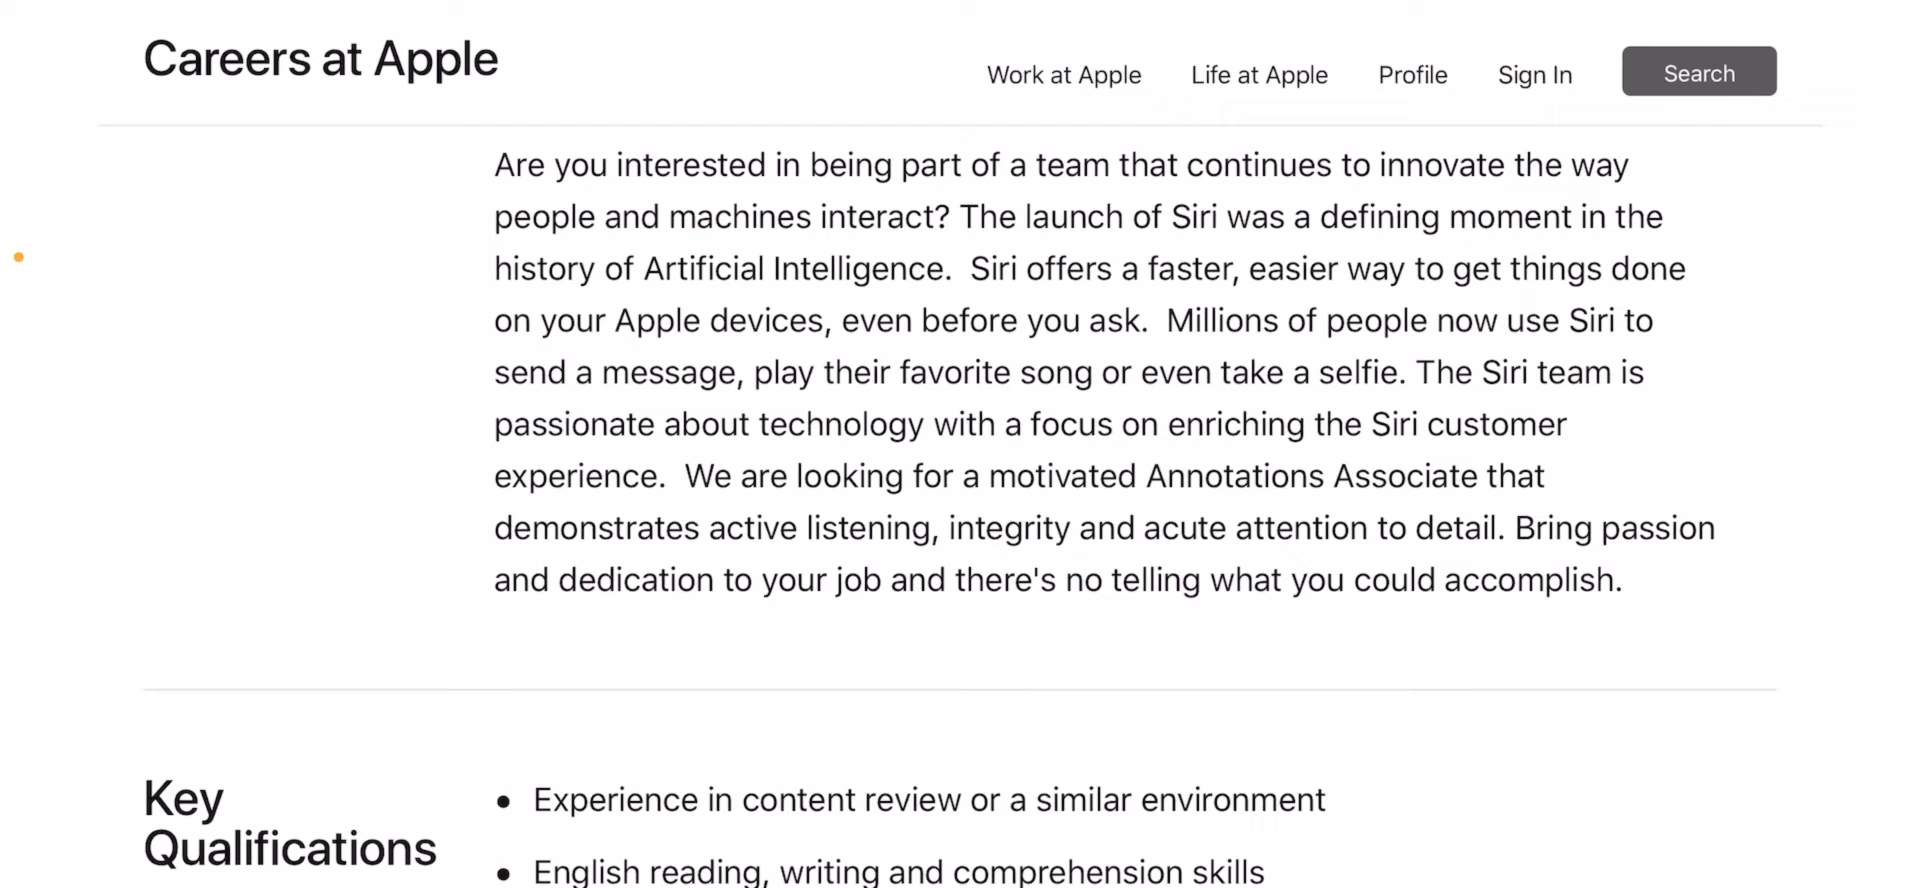 Careers at Apple
Work at Apple
Life at Apple
Profile
Sign In
Search
Are you interested in being part of a team that continues to innovate the way
people and machines interact? The launch of Siri was a defining moment in the
history of Artificial Intelligence.  Siri offers a faster, easier way to get things done
on your Apple devices, even before you ask.  Millions of people now use Siri to
send a message, play their favorite song or even take a selfie. The Siri team is
passionate about technology with a focus on enriching the Siri customer
experience.  We are looking for a motivated Annotations Associate that
demonstrates active listening, integrity and acute attention to detail. Bring passion
and dedication to your job and there's no telling what you could accomplish.
Key
Qualifications
• Experience in content review or a similar environment
• English reading, writing and comprehension skills